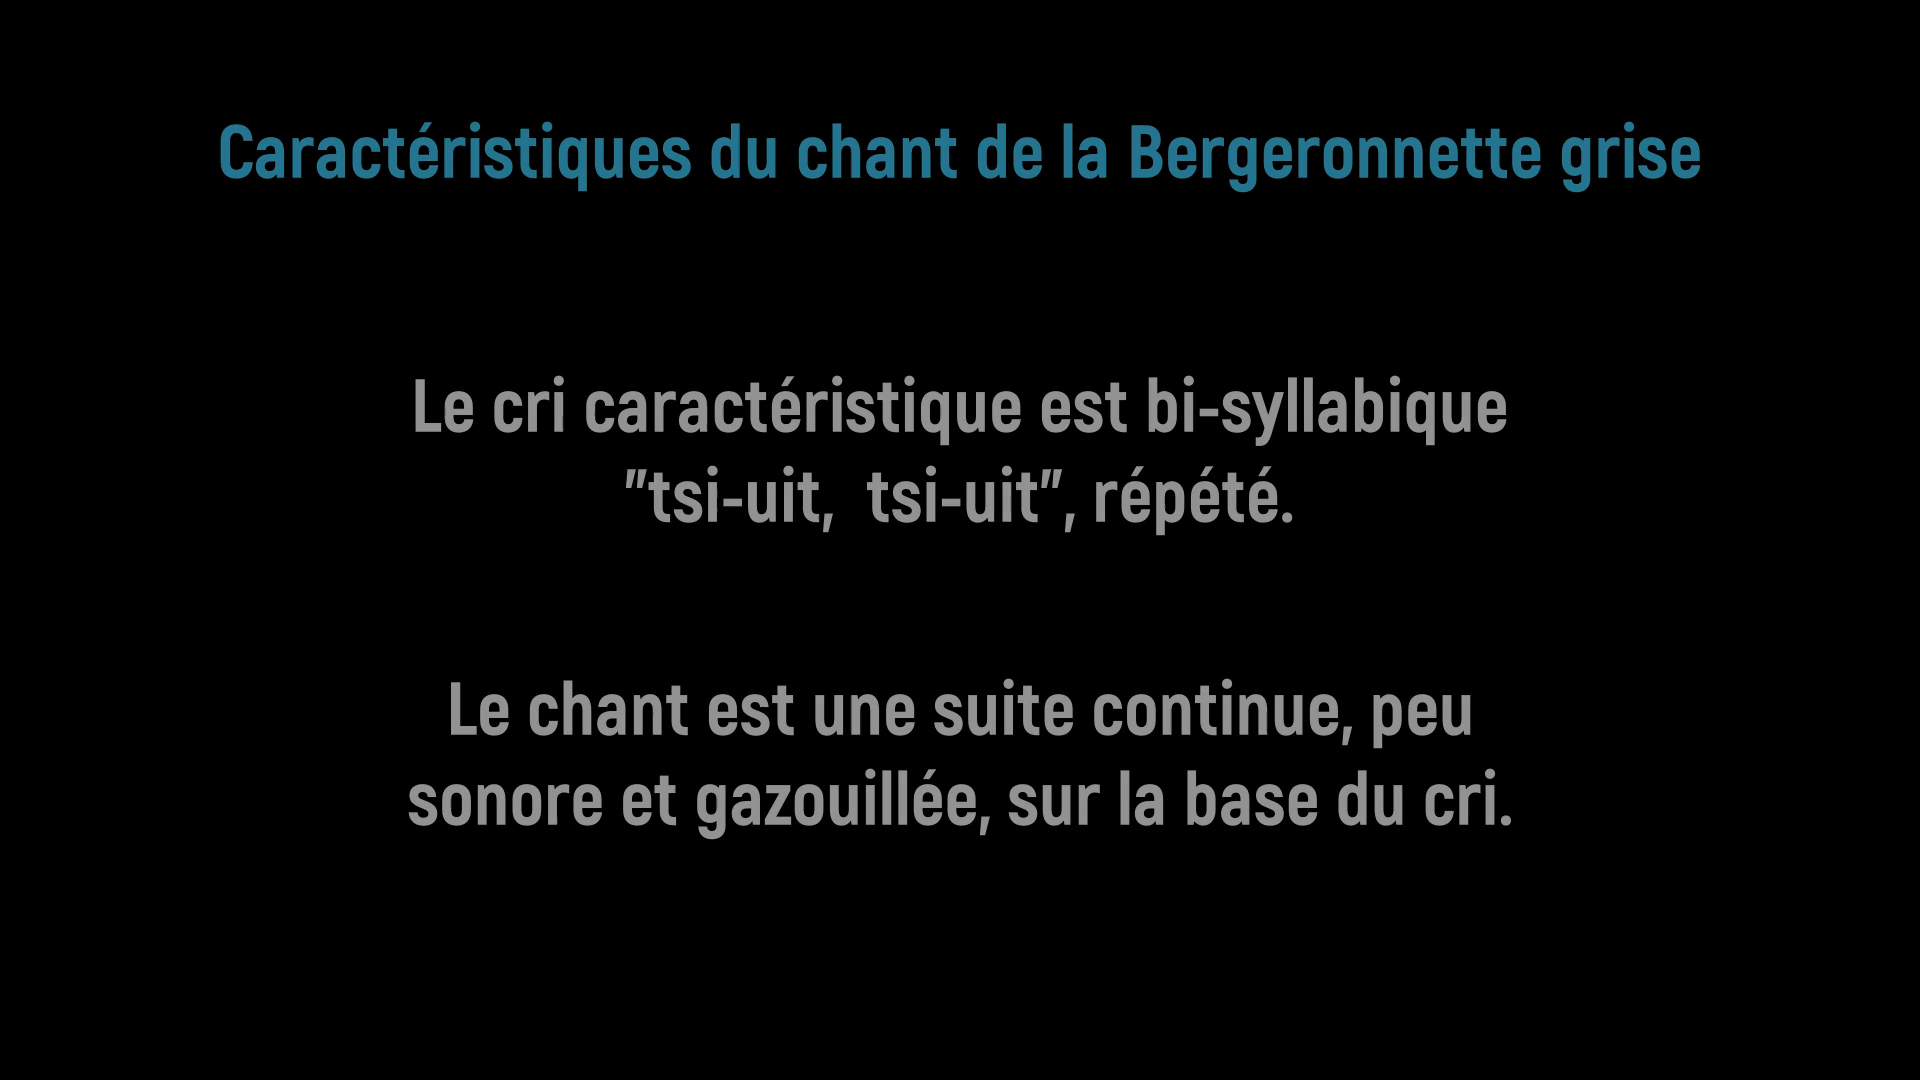 Caractéristiques du chant de la Bergeronnette grise
Le cri caractéristique est bi-syllabique
"tsi-uit,  tsi-uit", répété.
Le chant est une suite continue, peu
sonore et gazouillée, sur la base du cri.